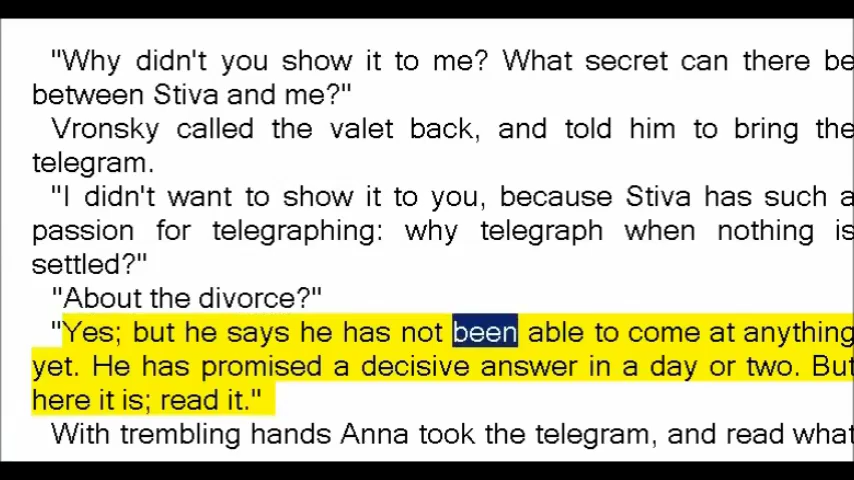 "Why didn't you show it to me? What secret can there be
between Stiva and me?"
Vronsky called the valet back, and told him to bring the
telegram.
"I didn't want to show it to you, because Stiva has such a
passion for telegraphing: why telegraph when nothing is
settled?"
"About the divorce?"
"Yes; but he says he has not been able to come at anything
yet. He has promised a decisive answer in a day or two. But
here it is; read it."
With trembling hands Anna took the telegram, and read what